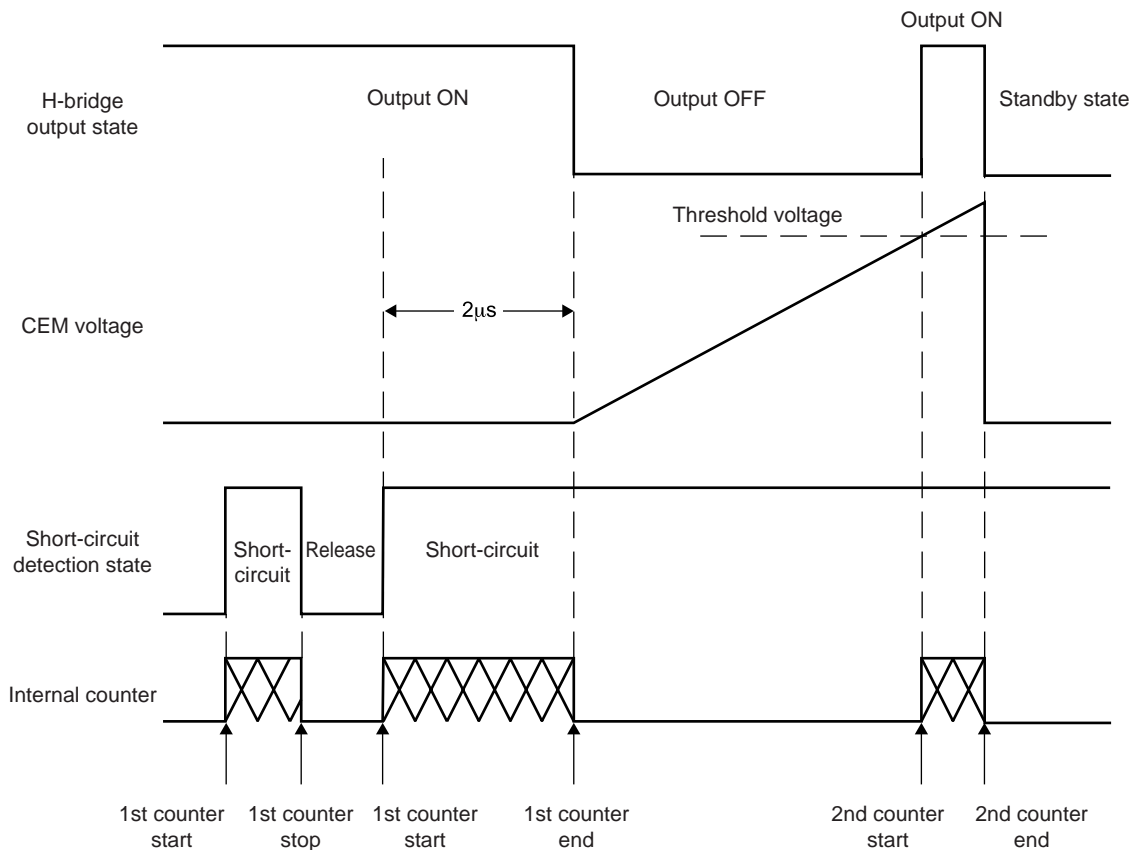 Output ON
H-bridge
output state
Output ON
Output OFF
Standby state
Threshold voltage
2μs
CEM voltage
Short-circuit
detection state
Short-
circuit
Release
Short-circuit
Internal counter
1st counter
start
1st counter
stop
1st counter
start
1st counter
end
2nd counter
start
2nd counter
end